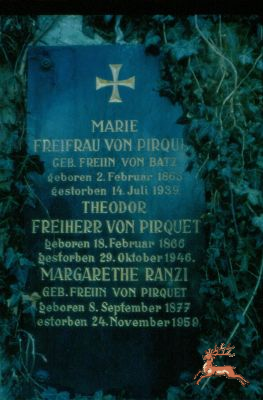 MARIE
FREIFRAU VON PIRQU
GEB. FREIIN VON BATZ
geboren 2. Februar 1863
gestorben 14. Juli 1939.
THEODOR
FREIHERR VON PIRQUET
geboren 18. Februar 1866
gestorben 29. Oktober 1946.
MARGARETHE RANZI
GEB. FREIIN VON PIRQUET
geboren 8. September 1877
estorben 24. November 1959.